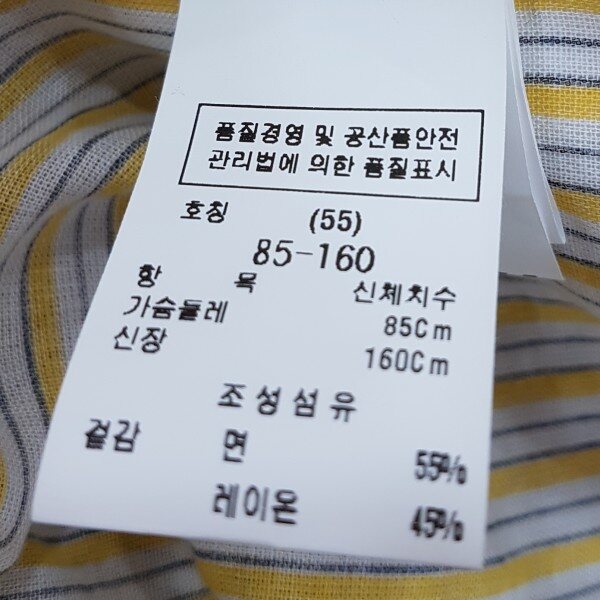 품질경영 및 공산품안전
관리법에 의한 품질표시
호칭 (55)
85-160
항 목 신체치수
가슴둘레 85Cm
신장 160Cm
조성섬유
겉감 면 55%
레이온 45%